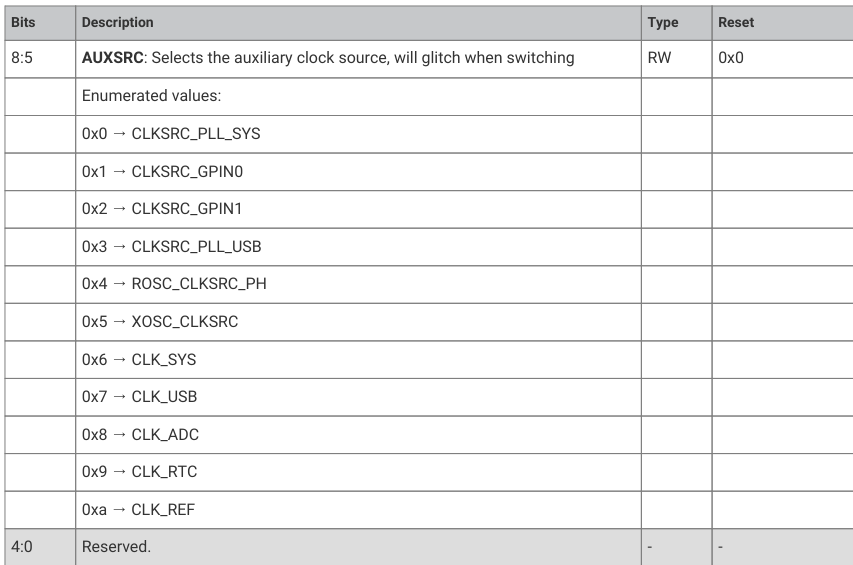 Bits Description Type Reset
8:5 AUXSRC: Selects the auxiliary clock source, will glitch when switching RW 0x0
Enumerated values:
0x0 → CLKSRC_PLL_SYS
0x1 → CLKSRC_GPIN0
0x2 → CLKSRC_GPIN1
0x3 → CLKSRC_PLL_USB
0x4 → ROSC_CLKSRC_PH
0x5 → XOSC_CLKSRC
0x6 → CLK_SYS
0x7 → CLK_USB
0x8 → CLK_ADC
0x9 → CLK_RTC
0xa → CLK_REF
4:0 Reserved. - -